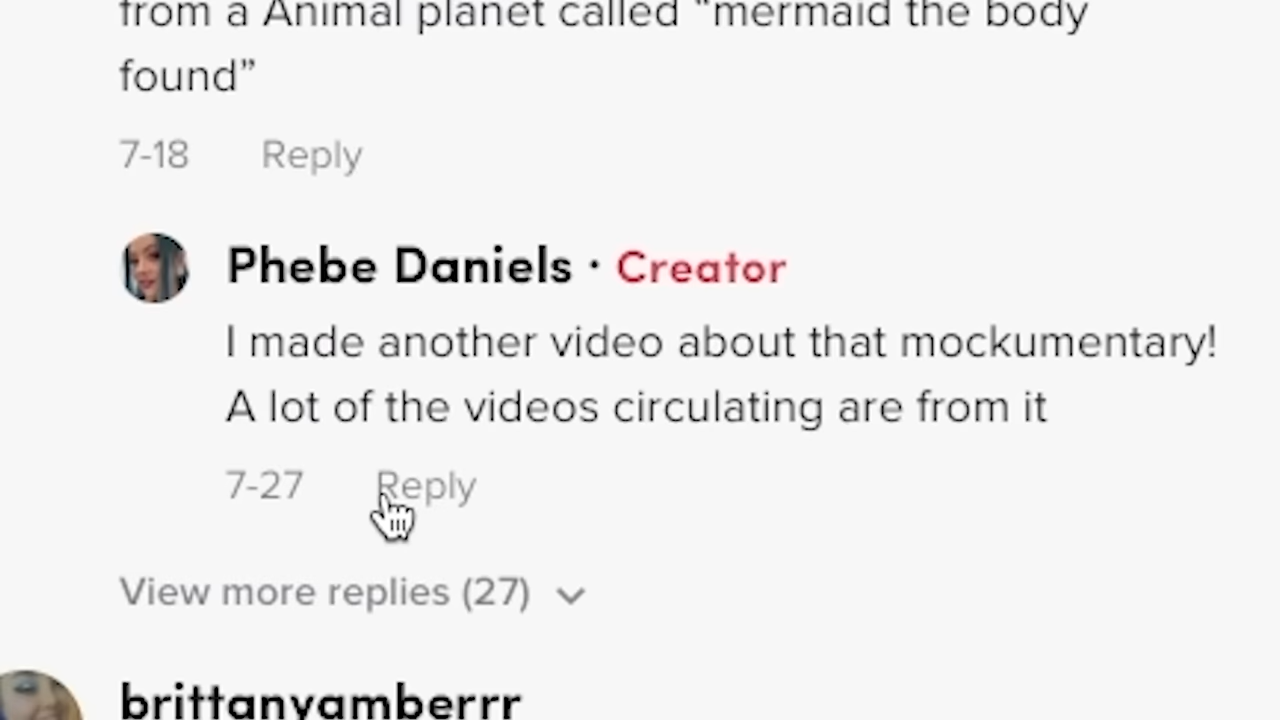 from a Animal planet called “mermaid the body
found”
7-18 Reply
Phebe Daniels · Creator
I made another video about that mockumentary!
A lot of the videos circulating are from it
7-27 Reply
View more replies (27)
brittanyamberrr